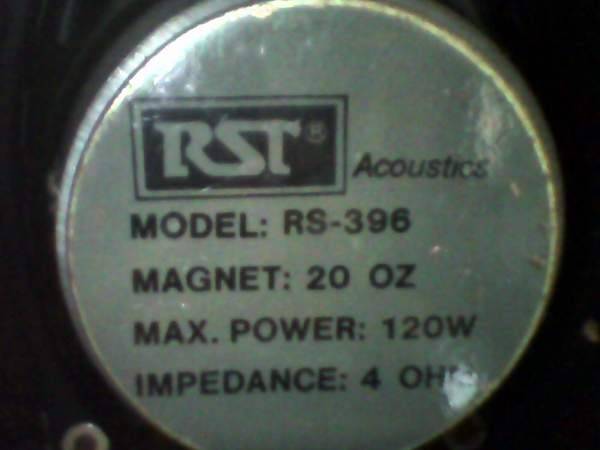 RST® Acoustics
MODEL: RS-396
MAGNET: 20 OZ
MAX. POWER: 120W
IMPEDANCE: 4